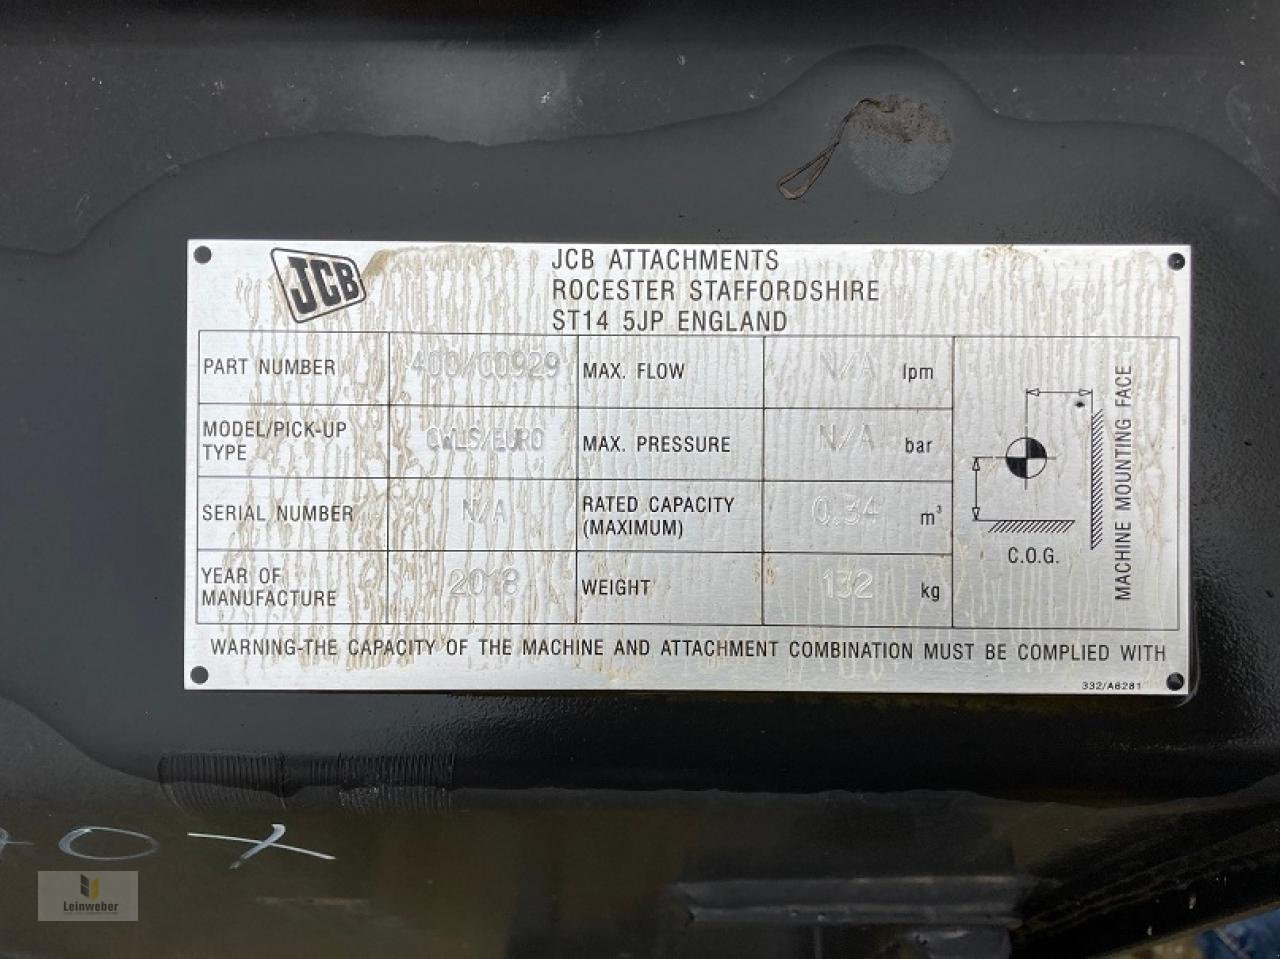 JCB
JCB ATTACHMENTS
ROCESTER STAFFORDSHIRE
ST14 5JP ENGLAND
PART NUMBER 400/C0929 MAX. FLOW N/A lpm
MODEL/PICK-UP TYPE MAX. PRESSURE N/A bar
SERIAL NUMBER N/A RATED CAPACITY (MAXIMUM) 0.34 m³
YEAR OF MANUFACTURE 2018 WEIGHT 132 kg
C.O.G.
MACHINE MOUNTING FACE
WARNING-THE CAPACITY OF THE MACHINE AND ATTACHMENT COMBINATION MUST BE COMPLIED WITH
332/A6281
Leinweber